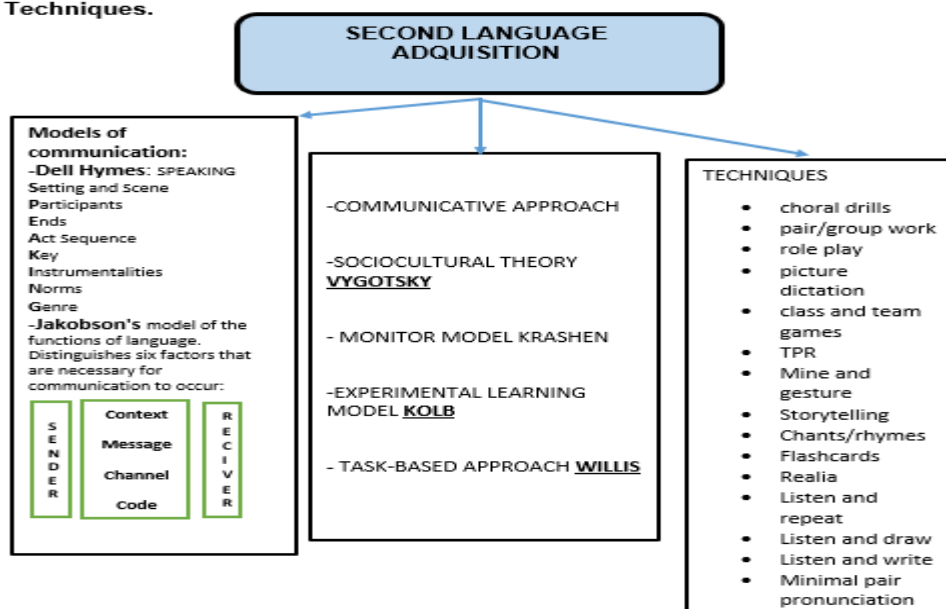 Techniques.
SECOND LANGUAGE
ADQUISITION
Models of
communication:
-Dell Hymes: SPEAKING
Setting and Scene
Participants
Ends
Act Sequence
Key
Instrumentalities
Norms
Genre
-Jakobson's model of the
functions of language.
Distinguishes six factors that
are necessary for
communication to occur:
SENDER
Context
Message
Channel
Code
RECIVER
-COMMUNICATIVE APPROACH
-SOCIOCULTURAL THEORY
VYGOTSKY
- MONITOR MODEL KRASHEN
-EXPERIMENTAL LEARNING
MODEL KOLB
- TASK-BASED APPROACH WILLIS
TECHNIQUES
• choral drills
• pair/group work
• role play
• picture
dictation
• class and team
games
• TPR
• Mine and
gesture
• Storytelling
• Chants/rhymes
• Flashcards
• Realia
• Listen and
repeat
• Listen and draw
• Listen and write
• Minimal pair
pronunciation